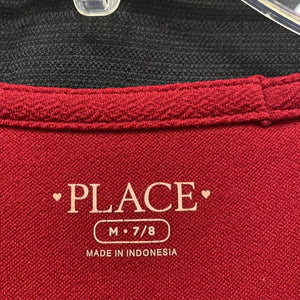 ♥ PLACE ♥
M • 7/8
MADE IN INDONESIA